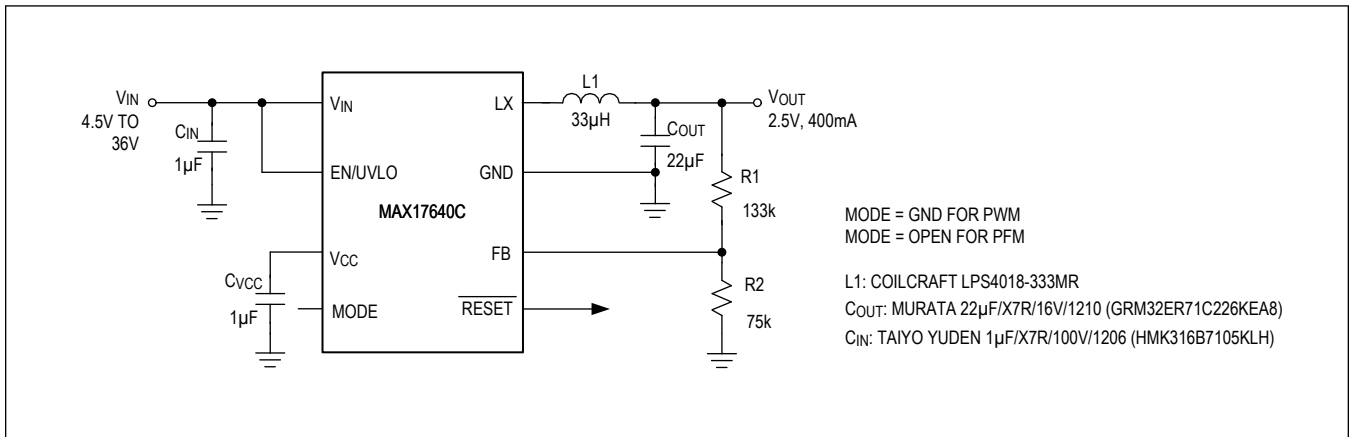 VIN
4.5V TO
36V
CIN
1µF
VIN
EN/UVLO
VCC
MODE
CVCC
1µF
MAX17640C
LX
GND
FB
RESET
L1
33µH
COUT
22µF
VOUT
2.5V, 400mA
R1
133k
R2
75k
MODE = GND FOR PWM
MODE = OPEN FOR PFM
L1: COILCRAFT LPS4018-333MR
COUT: MURATA 22µF/X7R/16V/1210 (GRM32ER71C226KEA8)
CIN: TAIYO YUDEN 1µF/X7R/100V/1206 (HMK316B7105KLH)